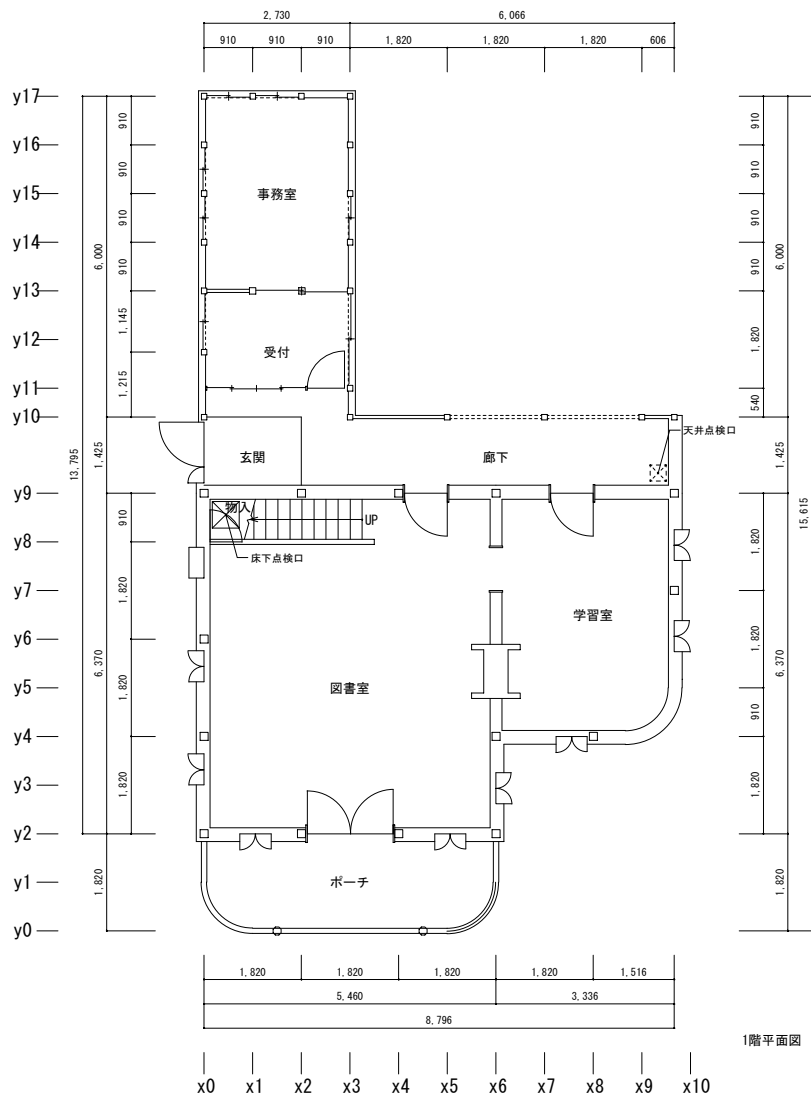 2,730
6,066
910
910
910
1,820
1,820
1,820
606
y17
y16
y15
y14
y13
y12
y11
y10
y9
y8
y7
y6
y5
y4
y3
y2
y1
y0
13,795
6,000
1,425
6,370
1,820
910
910
910
910
1,145
1,215
910
1,820
1,820
1,820
事務室
受付
玄関
廊下
天井点検口
物入
UP
床下点検口
学習室
図書室
ポーチ
910
910
910
910
1,820
540
1,820
1,820
910
1,820
6,000
1,425
6,370
1,820
15,615
1,820
1,820
1,820
1,820
1,516
5,460
3,336
8,796
1階平面図
x0
x1
x2
x3
x4
x5
x6
x7
x8
x9
x10